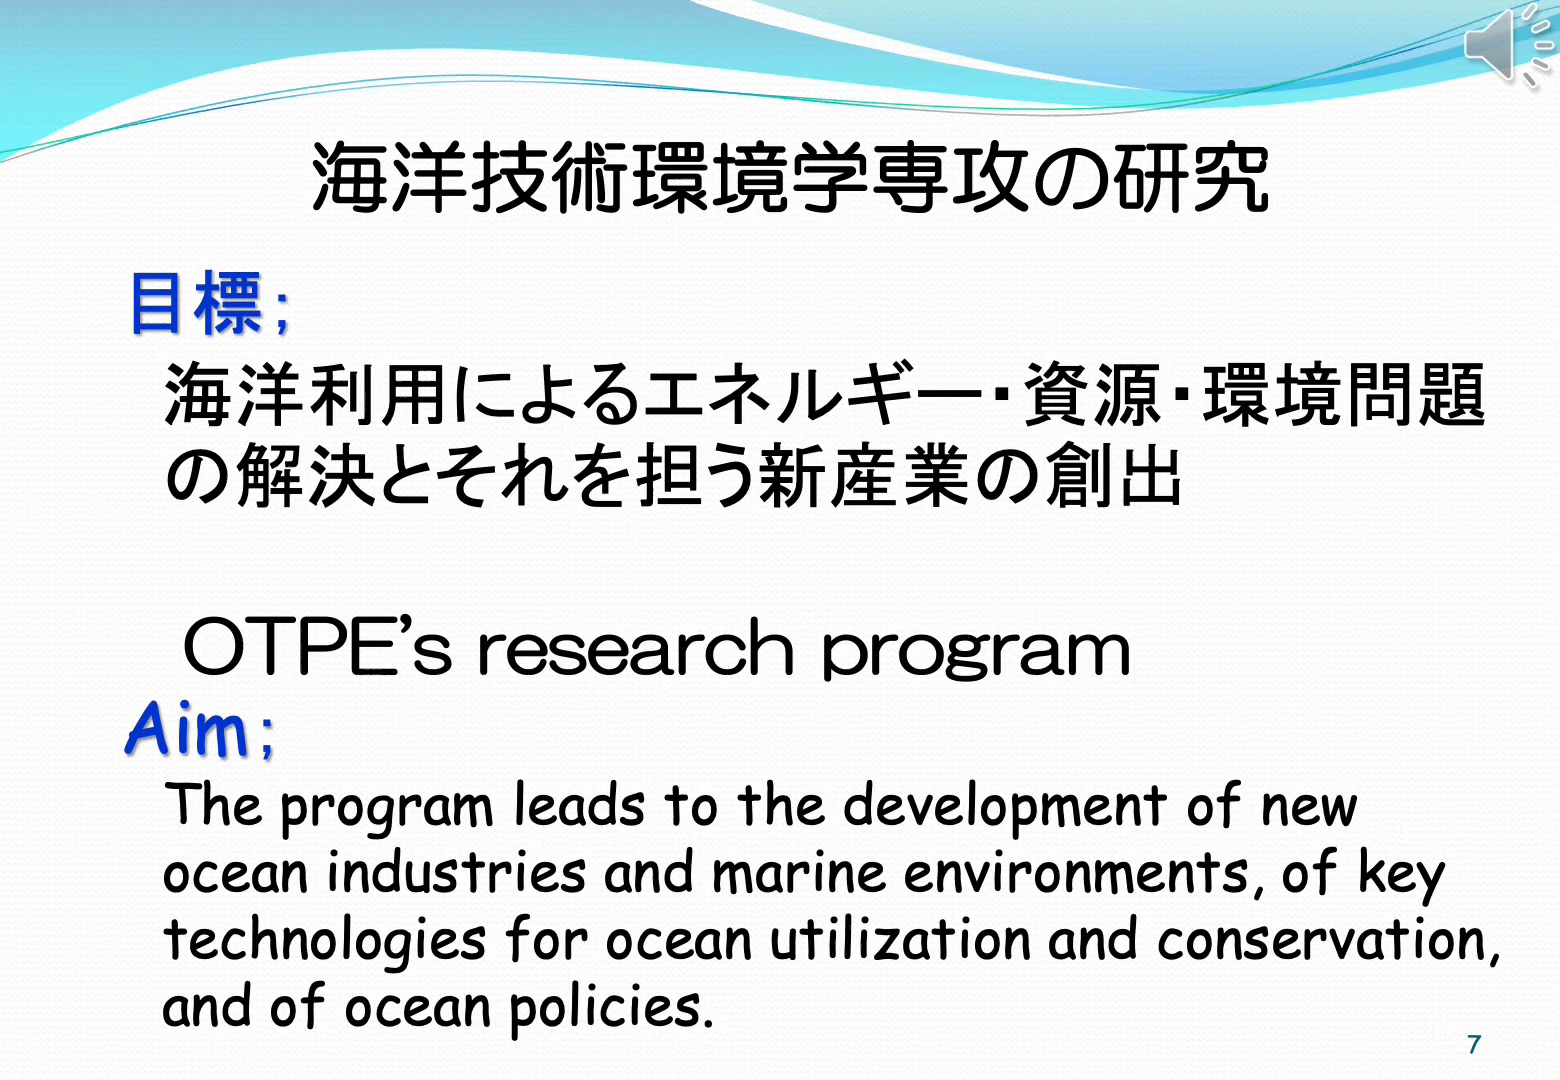 海洋技術環境学専攻の研究
目標；
海洋利用によるエネルギー・資源・環境問題
の解決とそれを担う新産業の創出
OTPE’s research program
Aim；
The program leads to the development of new
ocean industries and marine environments, of key
technologies for ocean utilization and conservation,
and of ocean policies.
7